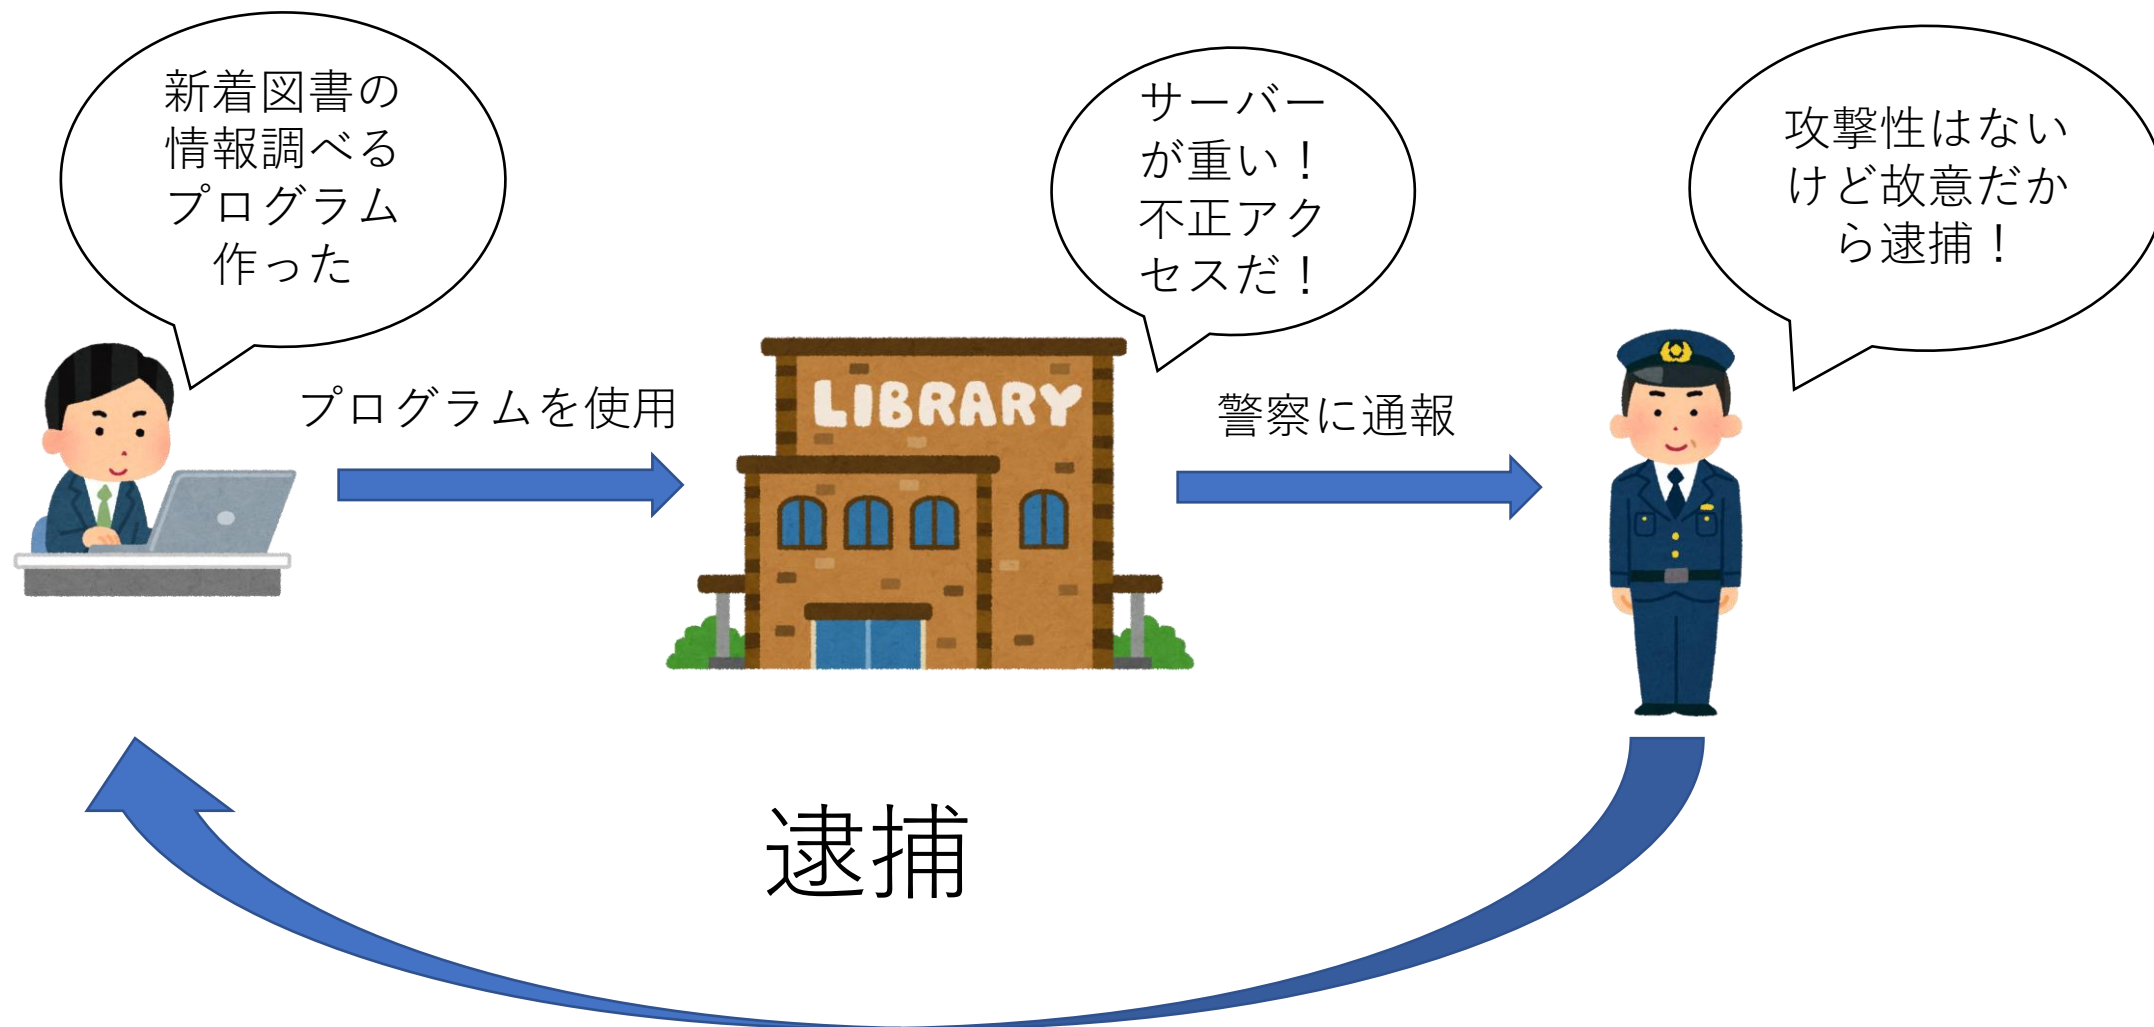 新着図書の
情報調べる
プログラム
作った
プログラムを使用
LIBRARY
サーバー
が重い！
不正アク
セスだ！
警察に通報
攻撃性はない
けど故意だか
ら逮捕！
逮捕